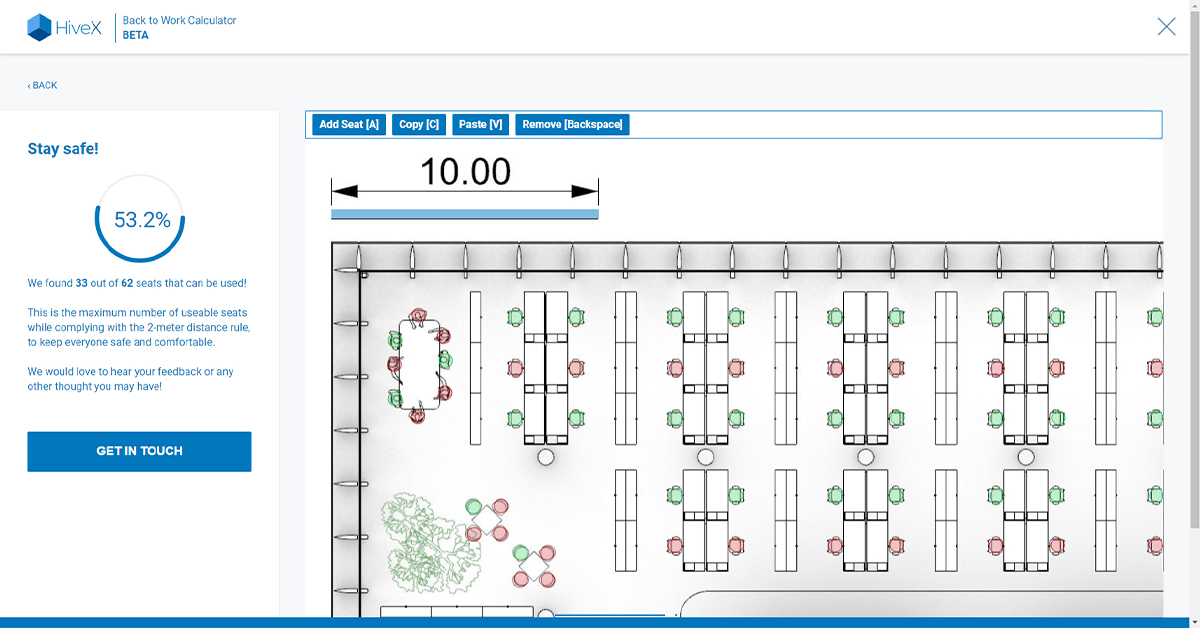 HiveX
Back to Work Calculator
BETA
‹ BACK
Stay safe!
53.2%
We found 33 out of 62 seats that can be used!
This is the maximum number of useable seats
while complying with the 2-meter distance rule,
to keep everyone safe and comfortable.
We would love to hear your feedback or any
other thought you may have!
GET IN TOUCH
Add Seat [A]
Copy [C]
Paste [V]
Remove [Backspace]
10.00